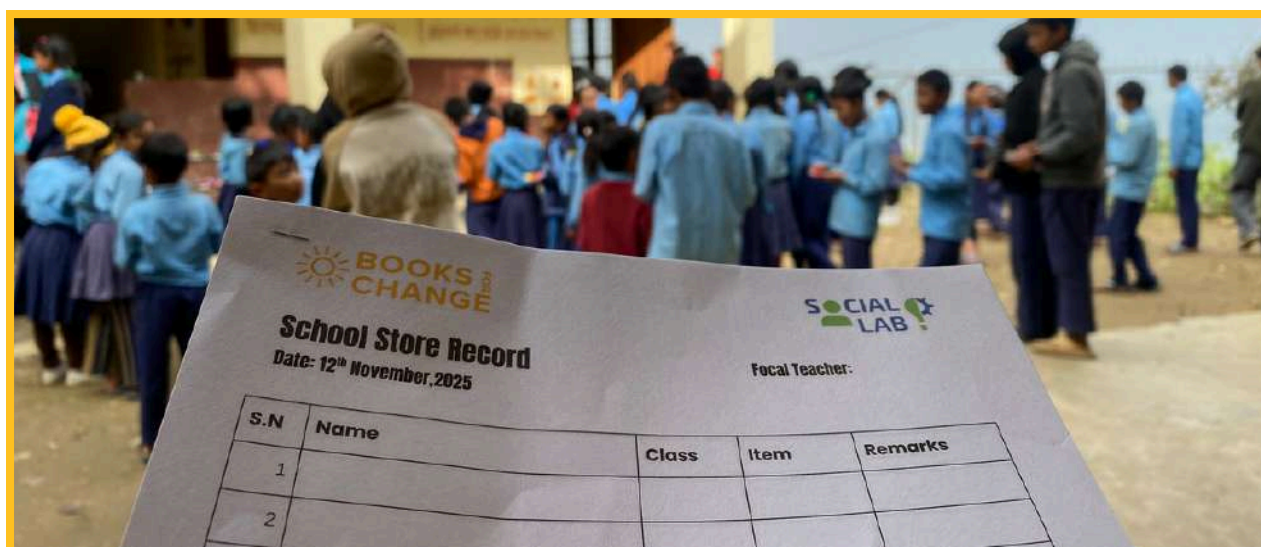 BOOKS FOR
CHANGE
SOCIAL
LAB
School Store Record
Date: 12th November,2025
Focal Teacher:
S.N Name Class Item Remarks
1
2